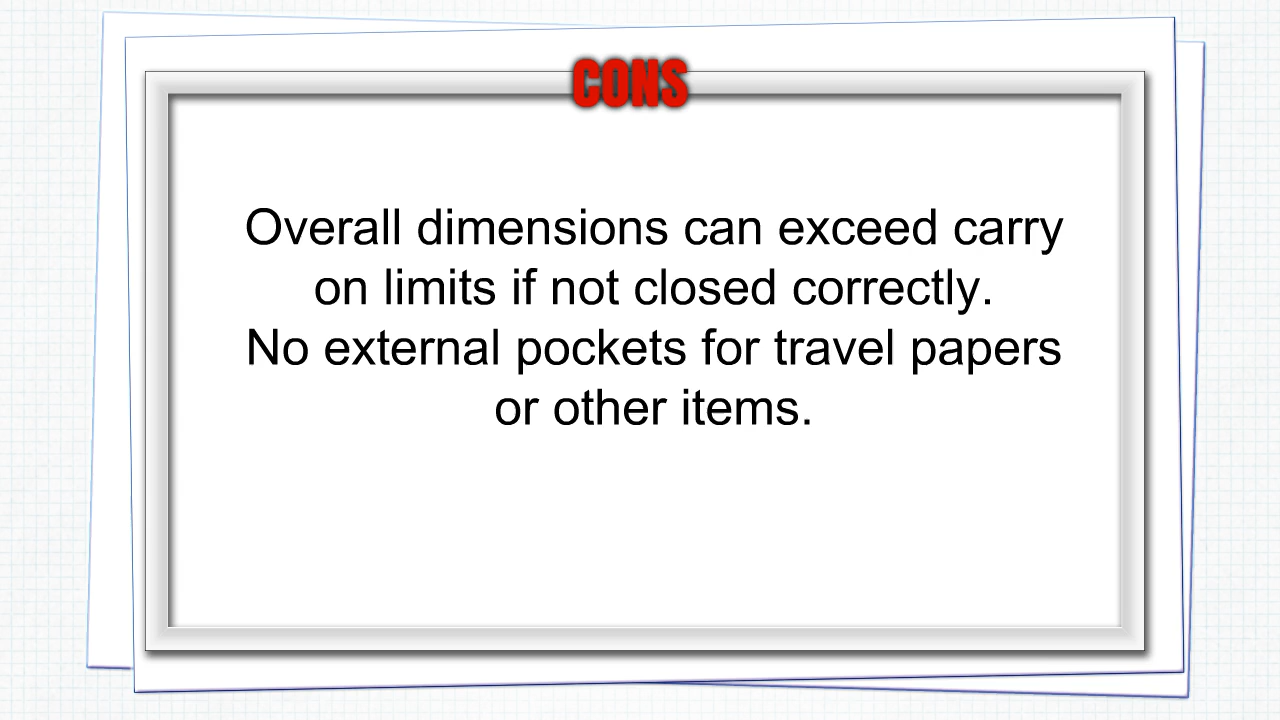 CONS
Overall dimensions can exceed carry
on limits if not closed correctly.
No external pockets for travel papers
or other items.